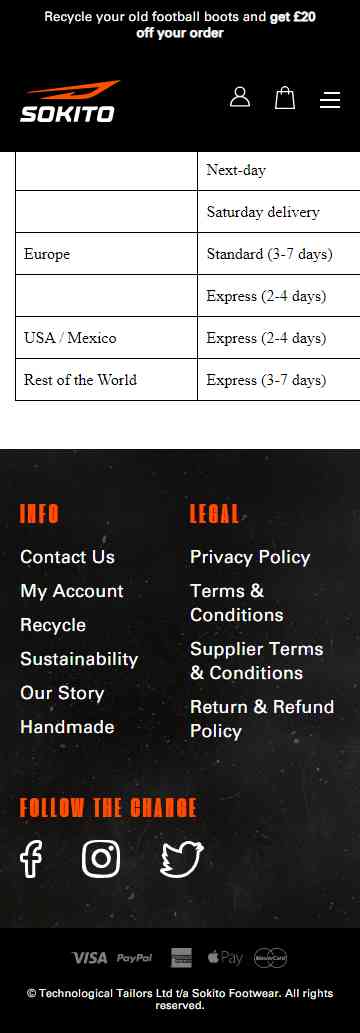 Recycle your old football boots and get £20
off your order
SOKITO
Next-day
Saturday delivery
Europe
Standard (3-7 days)
Express (2-4 days)
USA / Mexico
Express (2-4 days)
Rest of the World
Express (3-7 days)
INFO
Contact Us
My Account
Recycle
Sustainability
Our Story
Handmade
LEGAL
Privacy Policy
Terms &
Conditions
Supplier Terms
& Conditions
Return & Refund
Policy
FOLLOW THE CHANGE
VISA
PayPal
Pay
MasterCard
© Technological Tailors Ltd t/a Sokito Footwear. All rights
reserved.